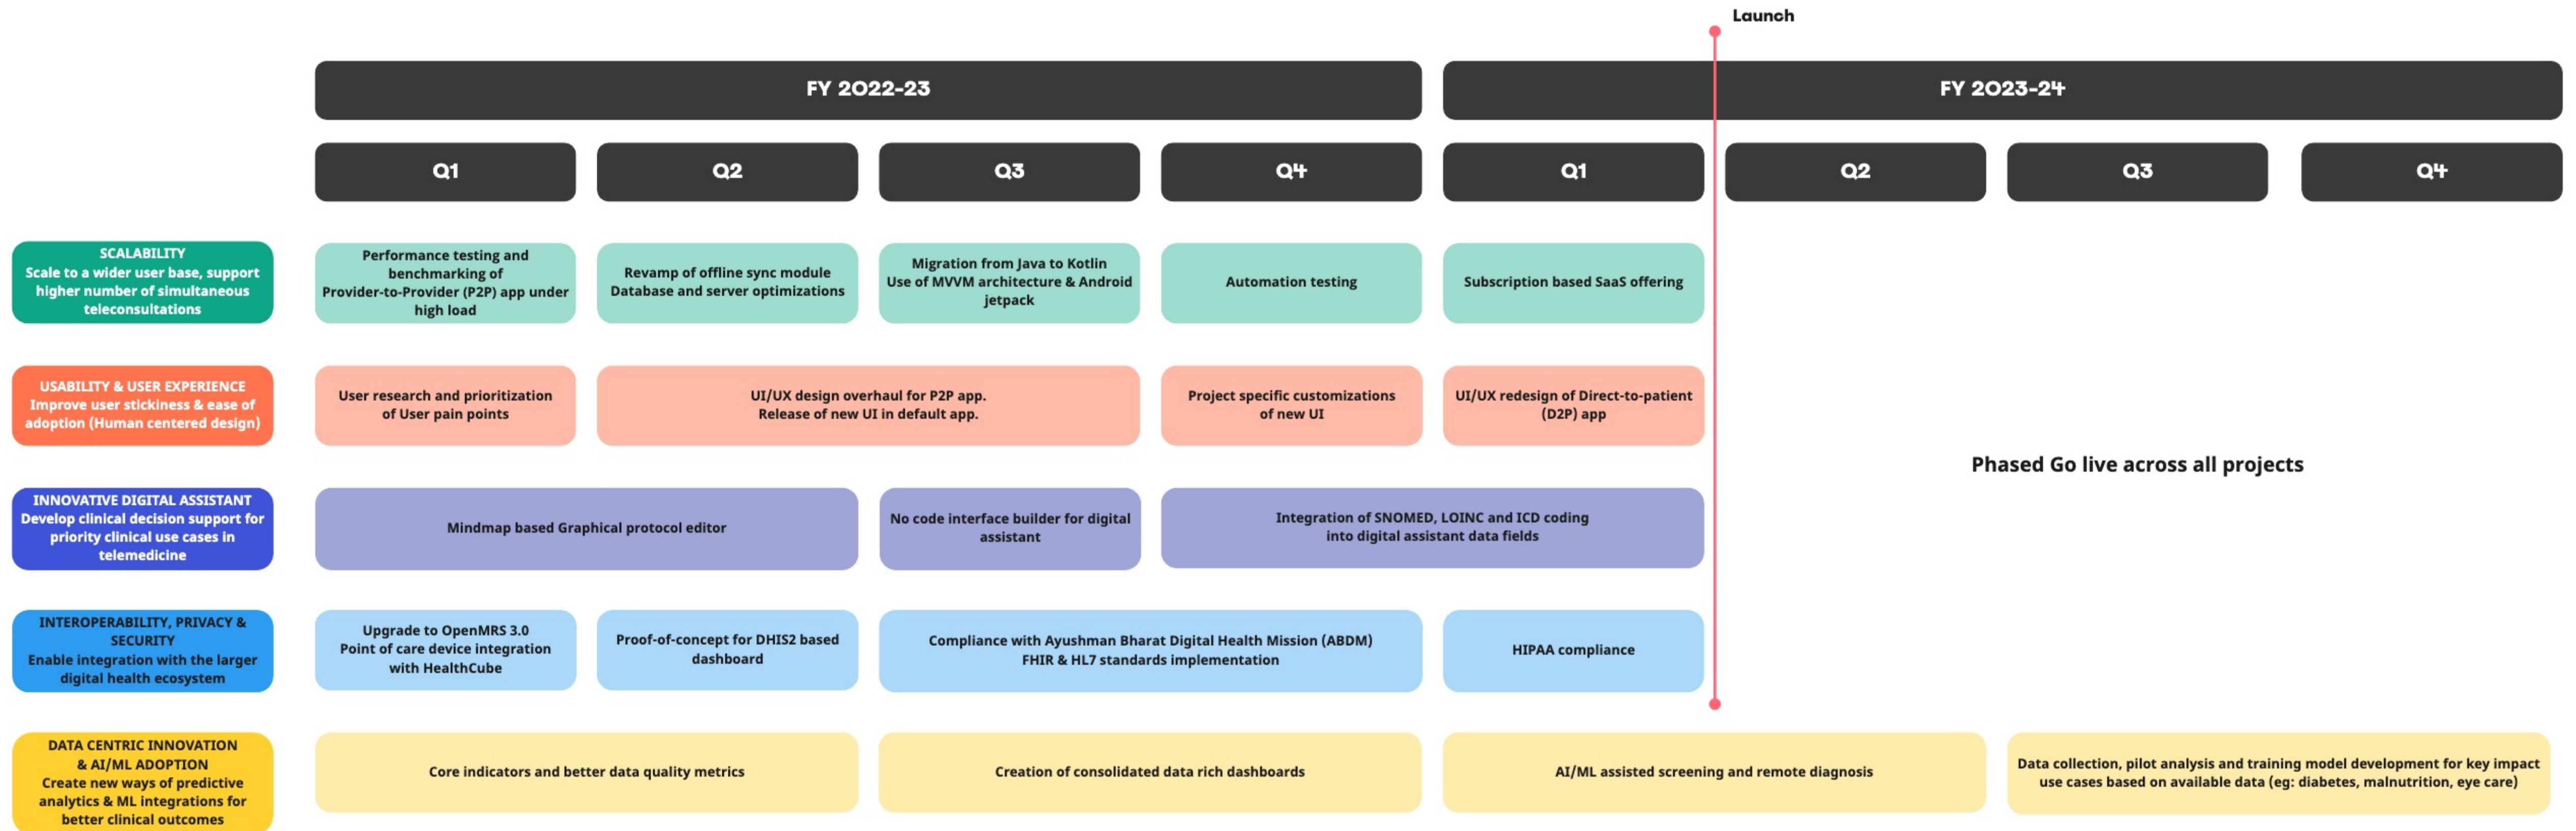 Launch
FY 2022-23
FY 2023-24
Q1
Q2
Q3
Q4
Q1
Q2
Q3
Q4
SCALABILITY
Scale to a wider user base, support
higher number of simultaneous
teleconsultations
Performance testing and
benchmarking of
Provider-to-Provider (P2P) app under
high load
Revamp of offline sync module
Database and server optimizations
Migration from Java to Kotlin
Use of MVVM architecture & Android
jetpack
Automation testing
Subscription based SaaS offering
USABILITY & USER EXPERIENCE
Improve user stickiness & ease of
adoption (Human centered design)
User research and prioritization
of User pain points
UI/UX design overhaul for P2P app.
Release of new UI in default app.
Project specific customizations
of new UI
UI/UX redesign of Direct-to-patient
(D2P) app
Phased Go live across all projects
INNOVATIVE DIGITAL ASSISTANT
Develop clinical decision support for
priority clinical use cases in
telemedicine
Mindmap based Graphical protocol editor
No code interface builder for digital
assistant
Integration of SNOMED, LOINC and ICD coding
into digital assistant data fields
INTEROPERABILITY, PRIVACY &
SECURITY
Enable integration with the larger
digital health ecosystem
Upgrade to OpenMRS 3.0
Point of care device integration
with HealthCube
Proof-of-concept for DHIS2 based
dashboard
Compliance with Ayushman Bharat Digital Health Mission (ABDM)
FHIR & HL7 standards implementation
HIPAA compliance
DATA CENTRIC INNOVATION
& AI/ML ADOPTION
Create new ways of predictive
analytics & ML integrations for
better clinical outcomes
Core indicators and better data quality metrics
Creation of consolidated data rich dashboards
AI/ML assisted screening and remote diagnosis
Data collection, pilot analysis and training model development for key impact
use cases based on available data (eg: diabetes, malnutrition, eye care)